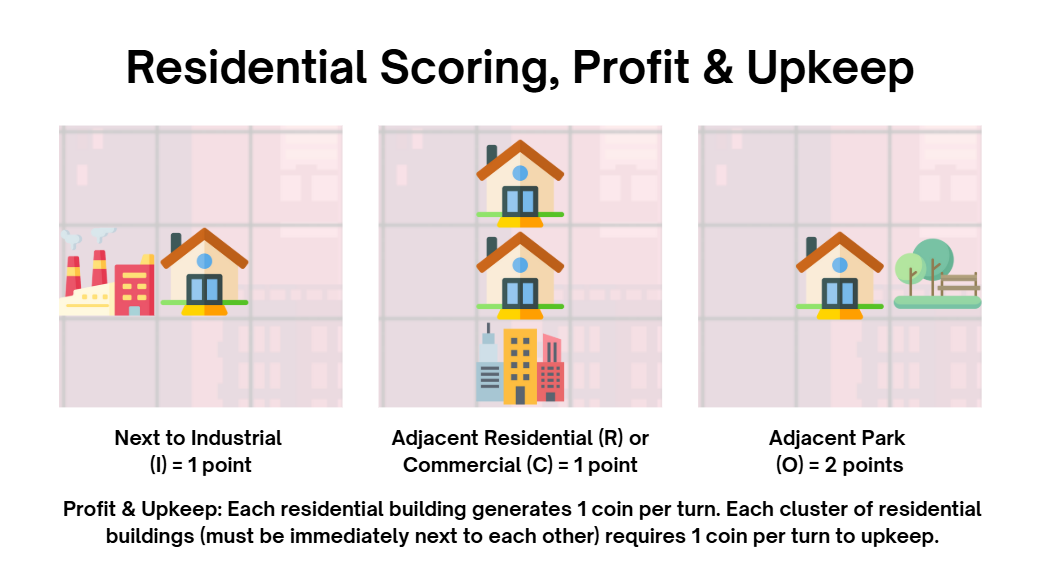 Residential Scoring, Profit & Upkeep
Next to Industrial
(I) = 1 point
Adjacent Residential (R) or
Commercial (C) = 1 point
Adjacent Park
(O) = 2 points
Profit & Upkeep: Each residential building generates 1 coin per turn. Each cluster of residential
buildings (must be immediately next to each other) requires 1 coin per turn to upkeep.